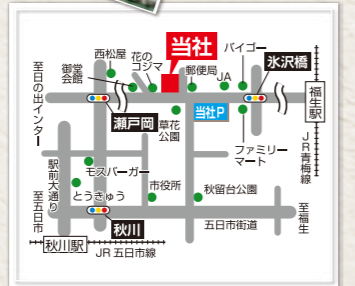 当社
西松屋
花の
コジマ
バイゴー
氷沢橋
御堂
会館
郵便局
JA
至日の出インター
福生駅
当社P
瀬戸岡
草花
公園
JR青梅線
ファミリー
マート
モスバーガー
駅前大通り
とうきゅう
市役所
秋留台公園
至五日市
秋川
五日市街道
至福生
秋川駅
JR 五日市線